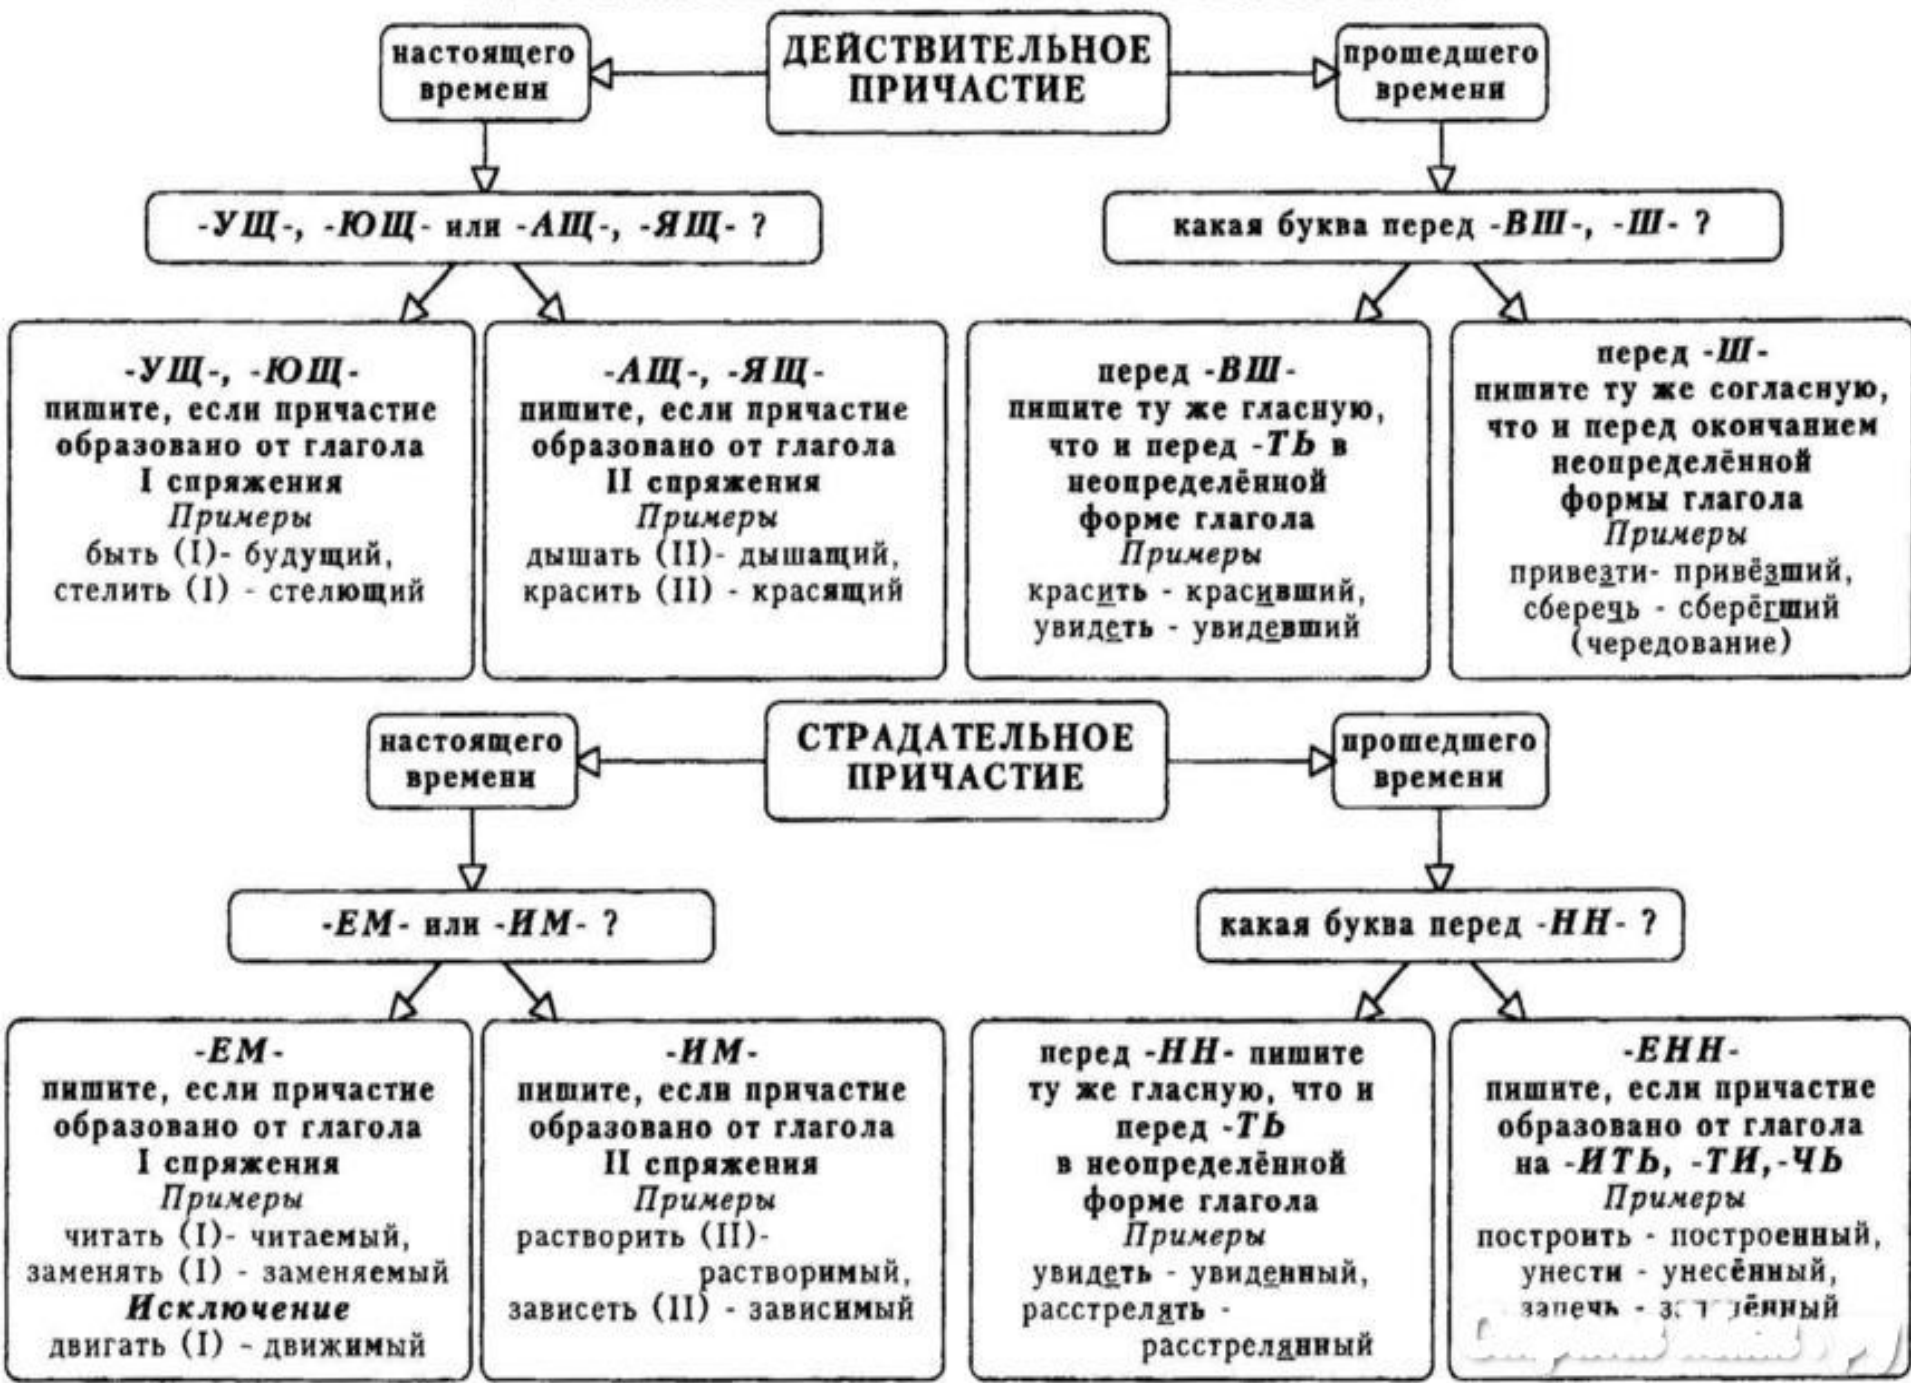 ДЕЙСТВИТЕЛЬНОЕ
ПРИЧАСТИЕ
настоящего
времени
прошедшего
времени
-УЩ-, -ЮЩ- или -АЩ-, -ЯЩ- ?
какая буква перед -ВШ-, -Ш- ?
-УЩ-, -ЮЩ-
пишите, если причастие
образовано от глагола
I спряжения
Примеры
быть (I)- будущий,
стелить (I) - стелющий
-АЩ-, -ЯЩ-
пишите, если причастие
образовано от глагола
II спряжения
Примеры
дышать (II)- дышащий,
красить (II) - красящий
перед -ВШ-
пишите ту же гласную,
что и перед -ТЬ в
неопределённой
форме глагола
Примеры
красить - красивший,
увидеть - увидевший
перед -Ш-
пишите ту же согласную,
что и перед окончанием
неопределённой
формы глагола
Примеры
привезти- привёзший,
сберечь - сберёгший
(чередование)
СТРАДАТЕЛЬНОЕ
ПРИЧАСТИЕ
настоящего
времени
прошедшего
времени
-ЕМ- или -ИМ- ?
какая буква перед -НН- ?
-ЕМ-
пишите, если причастие
образовано от глагола
I спряжения
Примеры
читать (I)- читаемый,
заменять (I) - заменяемый
Исключение
двигать (I) - движимый
-ИМ-
пишите, если причастие
образовано от глагола
II спряжения
Примеры
растворить (II)-
растворимый,
зависеть (II) - зависимый
перед -НН- пишите
ту же гласную, что и
перед -ТЬ
в неопределённой
форме глагола
Примеры
увидеть - увиденный,
расстрелять -
расстрелянный
-ЕНН-
пишите, если причастие
образовано от глагола
на -ИТЬ, -ТИ,-ЧЬ
Примеры
построить - построенный,
унести - унесённый,
запечь -